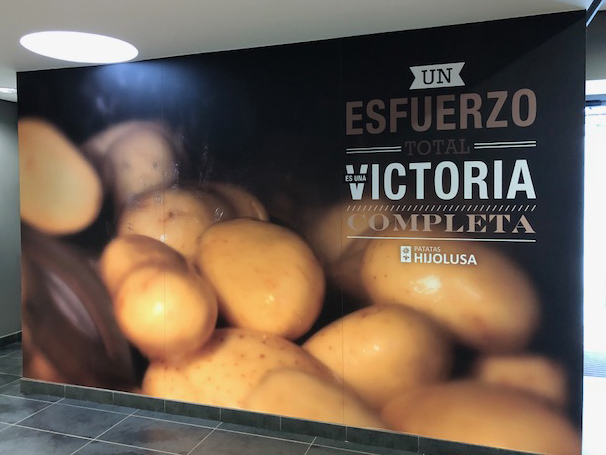 UN
ESFUERZO
TOTAL
ES UNA VICTORIA
COMPLETA
PATATAS
HIJOLUSA